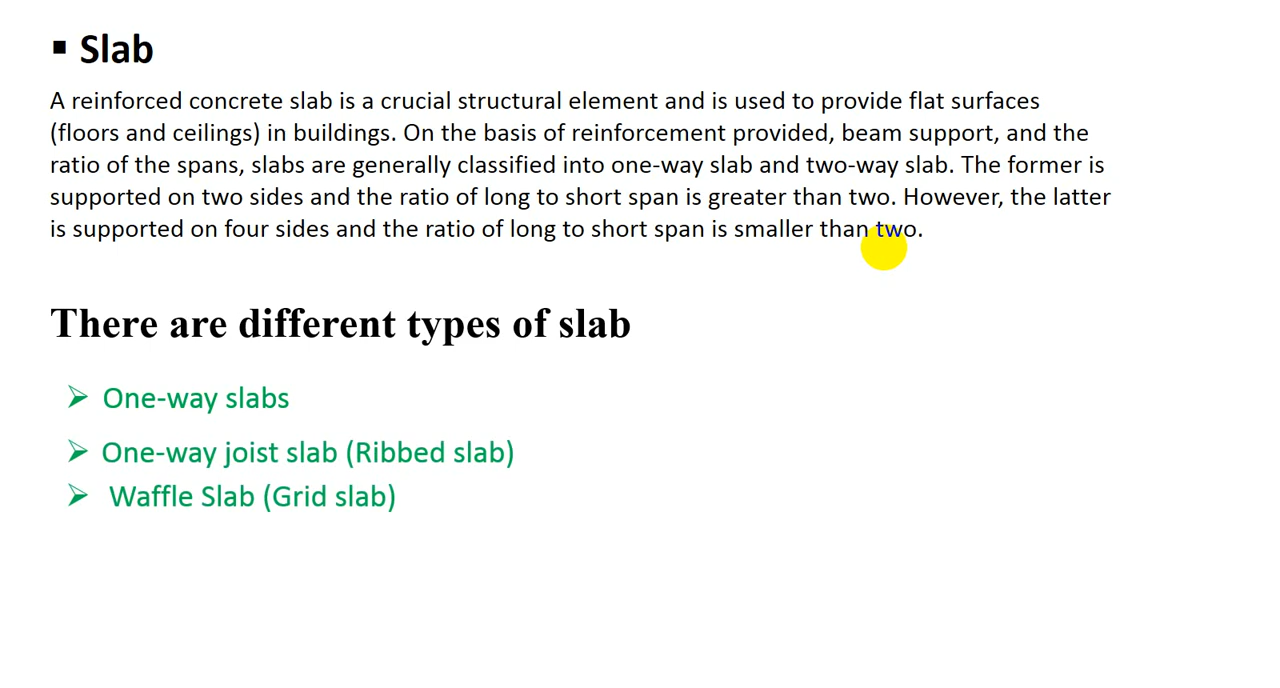 ▪ Slab
A reinforced concrete slab is a crucial structural element and is used to provide flat surfaces
(floors and ceilings) in buildings. On the basis of reinforcement provided, beam support, and the
ratio of the spans, slabs are generally classified into one-way slab and two-way slab. The former is
supported on two sides and the ratio of long to short span is greater than two. However, the latter
is supported on four sides and the ratio of long to short span is smaller than two.
There are different types of slab
➢ One-way slabs
➢ One-way joist slab (Ribbed slab)
➢ Waffle Slab (Grid slab)